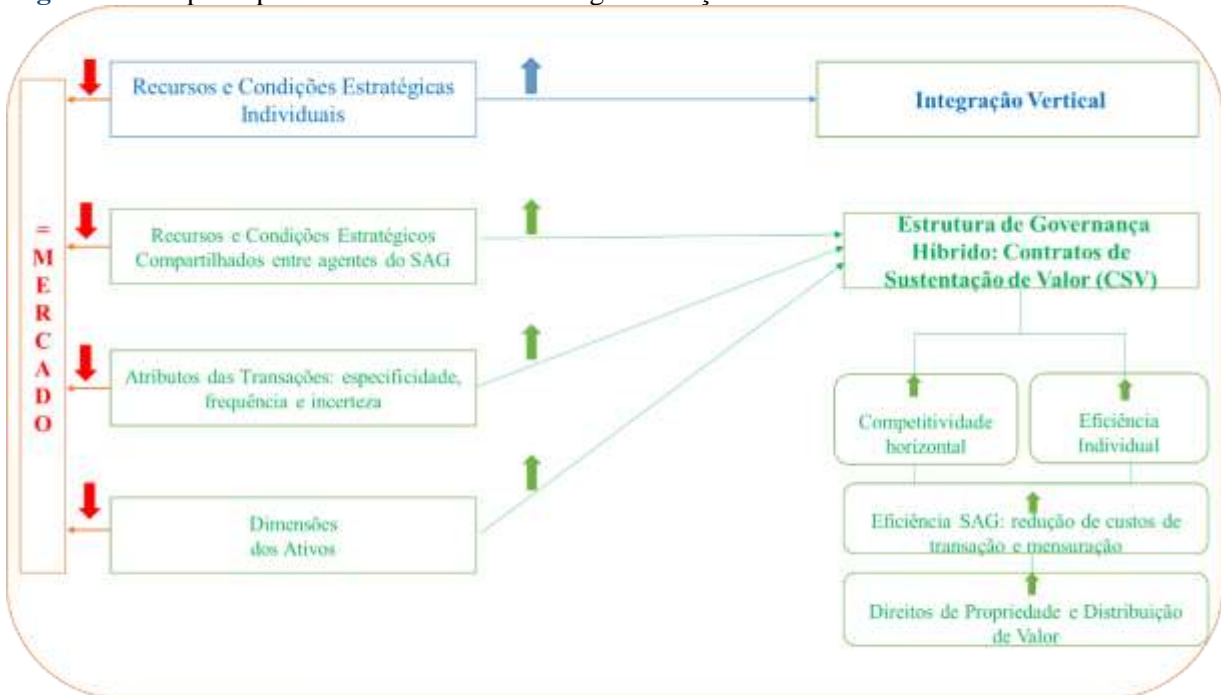 Recursos e Condições Estratégicas
Individuais
Integração Vertical
= MERCADO
Recursos e Condições Estratégicos
Compartilhados entre agentes do SAG
Estrutura de Governança
Híbrido: Contratos de
Sustentação de Valor (CSV)
Atributos das Transações: especificidade,
frequência e incerteza
Competitividade
horizontal
Eficiência
Individual
Dimensões
dos Ativos
Eficiência SAG: redução de custos de
transação e mensuração
Direitos de Propriedade e Distribuição
de Valor